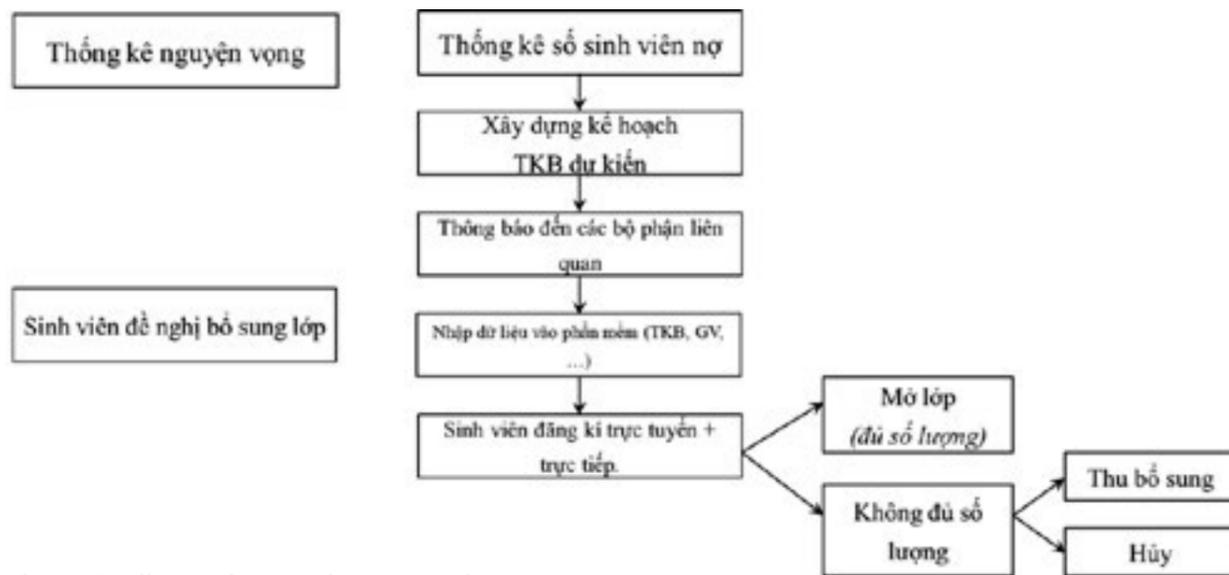 Thống kê nguyện vọng
Thống kê số sinh viên nợ
Xây dựng kế hoạch
TKB dự kiến
Thông báo đến các bộ phận liên
quan
Sinh viên đề nghị bổ sung lớp
Nhập dữ liệu vào phần mềm (TKB, GV,
…)
Sinh viên đăng kí trực tuyến +
trực tiếp.
Mở lớp
(đủ số lượng)
Không đủ số
lượng
Thu bổ sung
Hủy